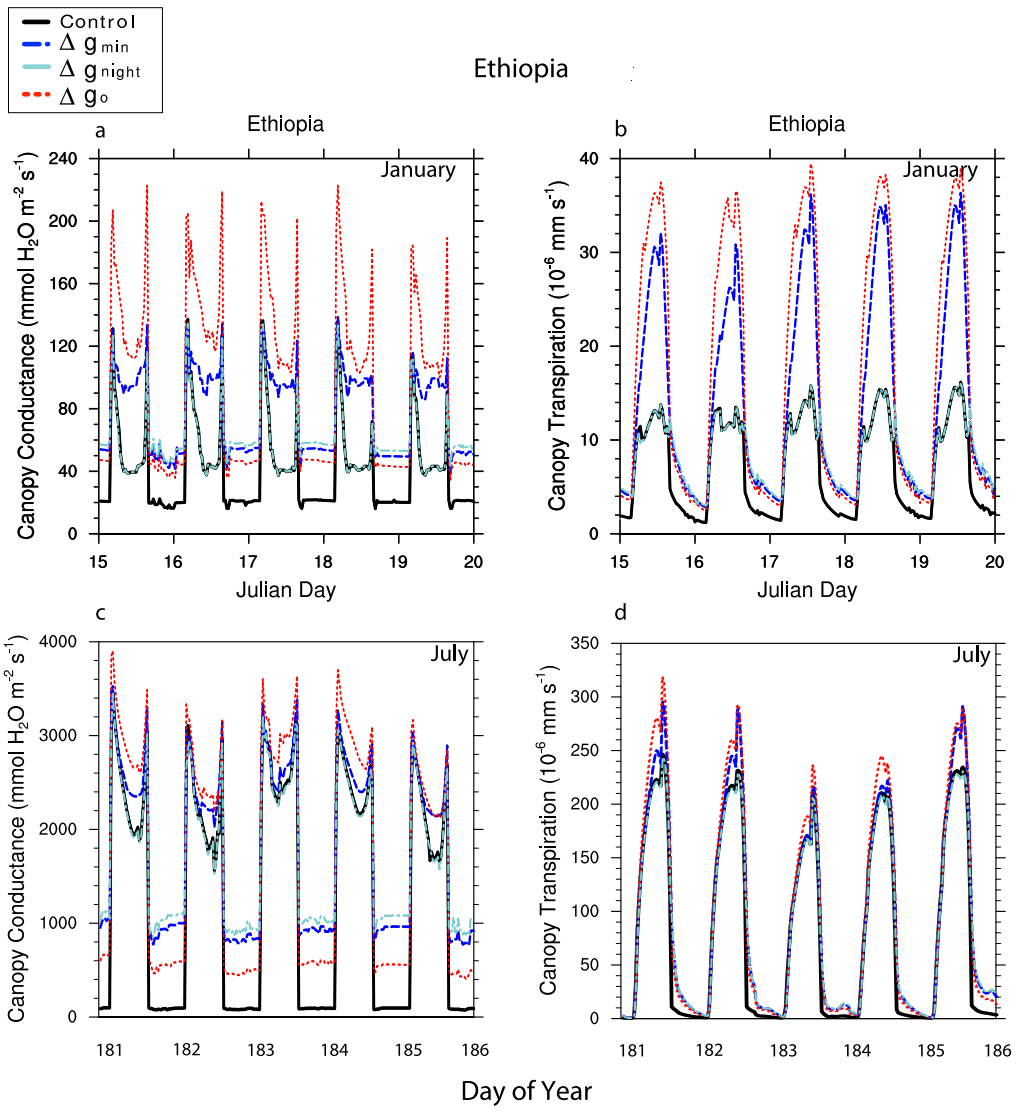 Control
Δ g min
Δ g night
Δ g o
Ethiopia
a
Ethiopia
January
Canopy Conductance (mmol H₂O m⁻² s⁻¹)
240
200
160
120
80
40
0
15 16 17 18 19 20
Julian Day
b
Ethiopia
January
Canopy Transpiration (10⁻⁶ mm s⁻¹)
40
30
20
10
0
15 16 17 18 19 20
Julian Day
c
July
Canopy Conductance (mmol H₂O m⁻² s⁻¹)
4000
3000
2000
1000
0
181 182 183 184 185 186
d
July
Canopy Transpiration (10⁻⁶ mm s⁻¹)
350
300
250
200
150
100
50
0
181 182 183 184 185 186
Day of Year